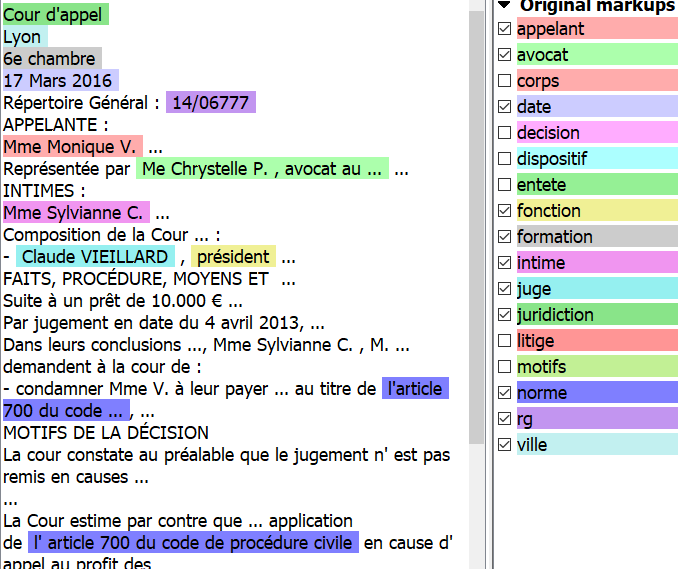 Cour d'appel
Lyon
6e chambre
17 Mars 2016
Répertoire Général : 14/06777
APPELANTE :
Mme Monique V. ...
Représentée par Me Chrystelle P. , avocat au ... ...
INTIMES :
Mme Sylvianne C. ...
Composition de la Cour ... :
- Claude VIEILLARD , président ...
FAITS, PROCÉDURE, MOYENS ET ...
Suite à un prêt de 10.000 € ...
Par jugement en date du 4 avril 2013, ...
Dans leurs conclusions ..., Mme Sylvianne C. , M. ...
demandent à la cour de :
- condamner Mme V. à leur payer ... au titre de l'article
700 du code ... , ...
MOTIFS DE LA DÉCISION
La cour constate au préalable que le jugement n' est pas
remis en causes ...
...
La Cour estime par contre que ... application
de l' article 700 du code de procédure civile en cause d'
appel au profit des
Original markups
appelant
avocat
corps
date
decision
dispositif
entete
fonction
formation
intime
juge
juridiction
litige
motifs
norme
rg
ville